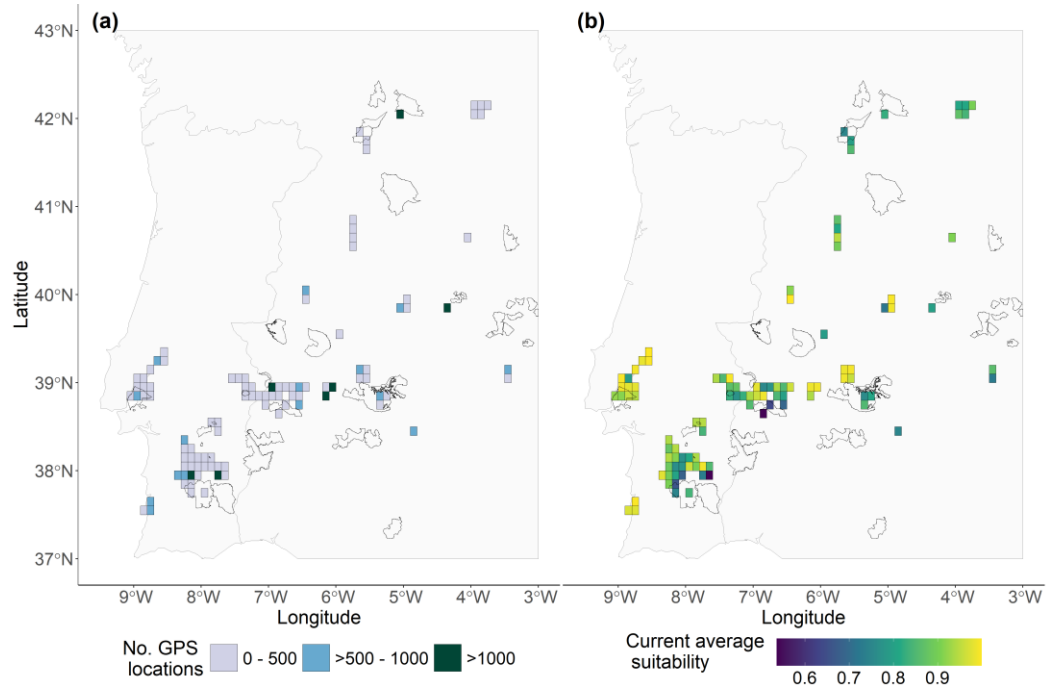 (a)
(b)
43°N
42°N
41°N
40°N
39°N
38°N
37°N
Latitude
9°W 8°W 7°W 6°W 5°W 4°W 3°W
9°W 8°W 7°W 6°W 5°W 4°W 3°W
Longitude
Longitude
No. GPS
locations
0 - 500
>500 - 1000
>1000
Current average
suitability
0.6 0.7 0.8 0.9